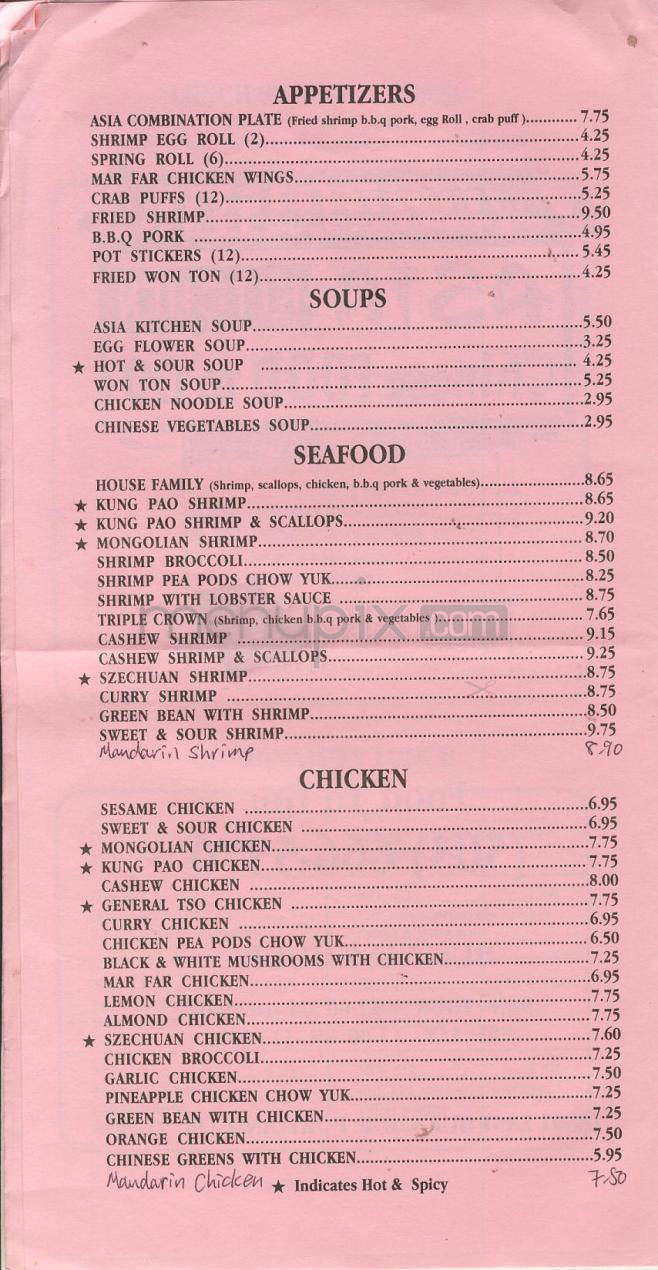 APPETIZERS
ASIA COMBINATION PLATE (Fried shrimp b.b.q pork, egg Roll , crab puff )............ 7.75
SHRIMP EGG ROLL (2)..........4.25
SPRING ROLL (6)..........4.25
MAR FAR CHICKEN WINGS..........5.75
CRAB PUFFS (12)..........5.25
FRIED SHRIMP..........9.50
B.B.Q PORK ..........4.95
POT STICKERS (12).......... 5.45
FRIED WON TON (12)..........4.25
SOUPS
ASIA KITCHEN SOUP..........5.50
EGG FLOWER SOUP..........3.25
★ HOT & SOUR SOUP .......... 4.25
WON TON SOUP..........5.25
CHICKEN NOODLE SOUP..........2.95
CHINESE VEGETABLES SOUP..........2.95
SEAFOOD
HOUSE FAMILY (Shrimp, scallops, chicken, b.b.q pork & vegetables)..........8.65
★ KUNG PAO SHRIMP..........8.65
★ KUNG PAO SHRIMP & SCALLOPS..........9.20
★ MONGOLIAN SHRIMP..........8.70
SHRIMP BROCCOLI..........8.50
SHRIMP PEA PODS CHOW YUK..........8.25
SHRIMP WITH LOBSTER SAUCE ..........8.75
TRIPLE CROWN (Shrimp, chicken b.b.q pork & vegetables )..........7.65
menupix.com
CASHEW SHRIMP ..........9.15
CASHEW SHRIMP & SCALLOPS..........9.25
★ SZECHUAN SHRIMP..........8.75
CURRY SHRIMP ..........8.75
GREEN BEAN WITH SHRIMP..........8.50
SWEET & SOUR SHRIMP..........9.75
Mandarin Shrimp 8.90
CHICKEN
SESAME CHICKEN ..........6.95
SWEET & SOUR CHICKEN ..........6.95
★ MONGOLIAN CHICKEN..........7.75
★ KUNG PAO CHICKEN..........7.75
CASHEW CHICKEN ..........8.00
★ GENERAL TSO CHICKEN ..........7.75
CURRY CHICKEN ..........6.95
CHICKEN PEA PODS CHOW YUK.......... 6.50
BLACK & WHITE MUSHROOMS WITH CHICKEN..........7.25
MAR FAR CHICKEN..........6.95
LEMON CHICKEN..........7.75
ALMOND CHICKEN..........7.75
★ SZECHUAN CHICKEN..........7.60
CHICKEN BROCCOLI..........7.25
GARLIC CHICKEN..........7.50
PINEAPPLE CHICKEN CHOW YUK..........7.25
GREEN BEAN WITH CHICKEN..........7.25
ORANGE CHICKEN..........7.50
CHINESE GREENS WITH CHICKEN..........5.95
Mandarin Chicken 7.50
★ Indicates Hot & Spicy